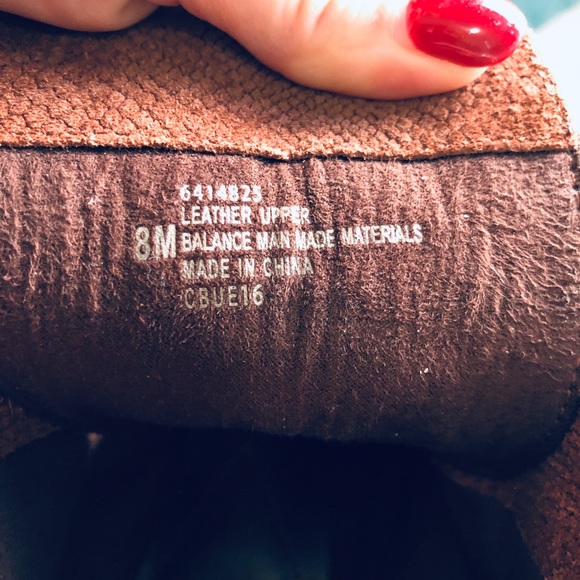 6414823
LEATHER UPPER
8M BALANCE MAN MADE MATERIALS
MADE IN CHINA
CBUE16